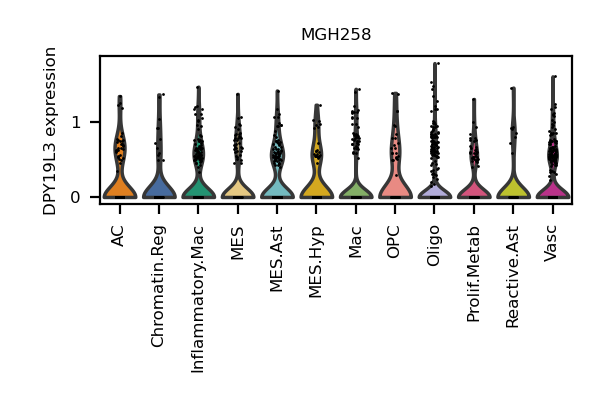 MGH258
DPY19L3 expression
1
0
AC
Chromatin.Reg
Inflammatory.Mac
MES
MES.Ast
MES.Hyp
Mac
OPC
Oligo
Prolif.Metab
Reactive.Ast
Vasc